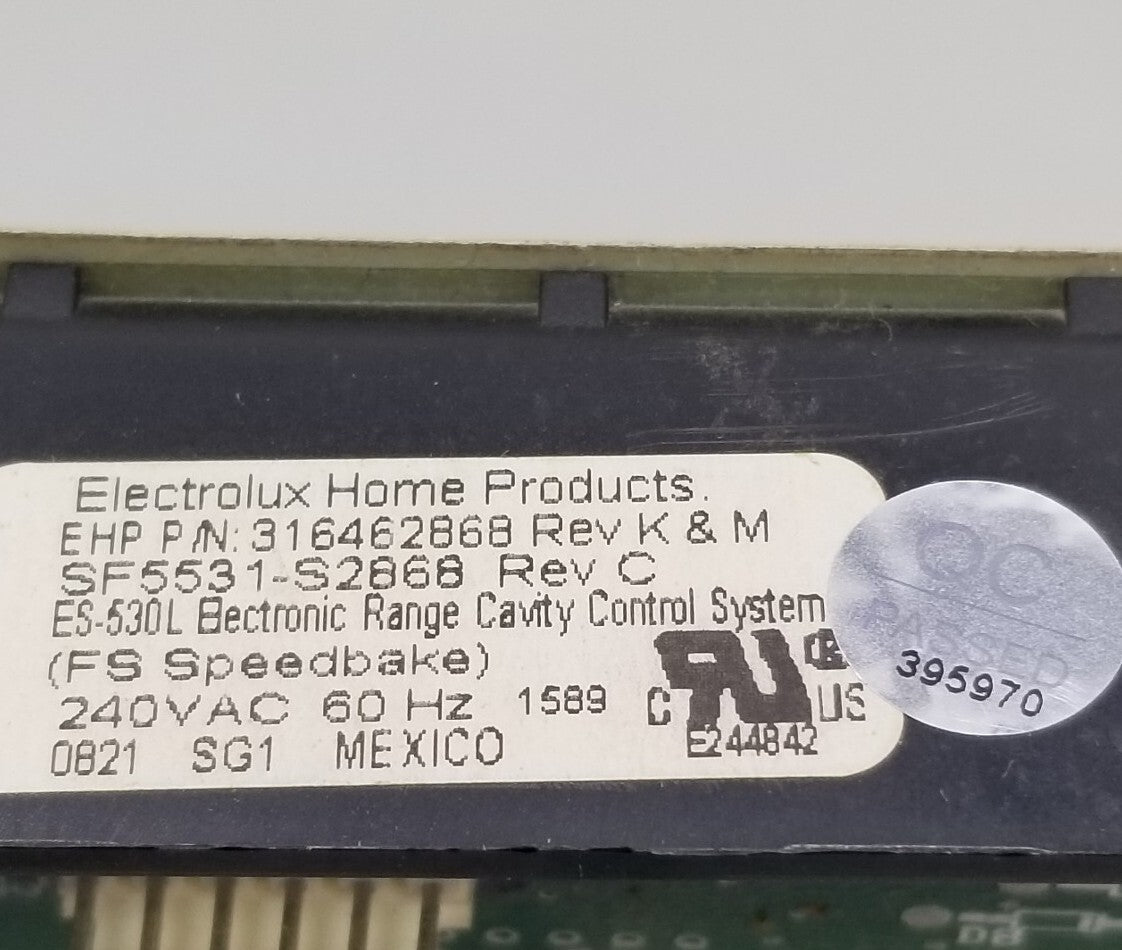 Electrolux Home Products.
EHP P/N: 316462868 Rev K & M
SF5531-S2868 Rev C
ES-530L Electronic Range Cavity Control System
(FS Speedbake)
240VAC 60 Hz 1589
C US
0821 SG1 MEXICO
E244842
QC
PASSED
395970